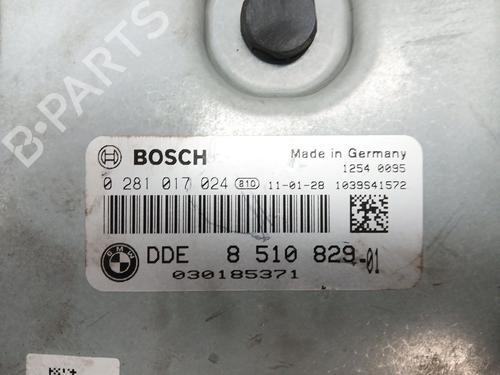 B-PARTS
BOSCH
Made in Germany
1254 0095
0 281 017 024 810 11-01-28 1039S41572
BMW
DDE 8 510 829-01
030185371